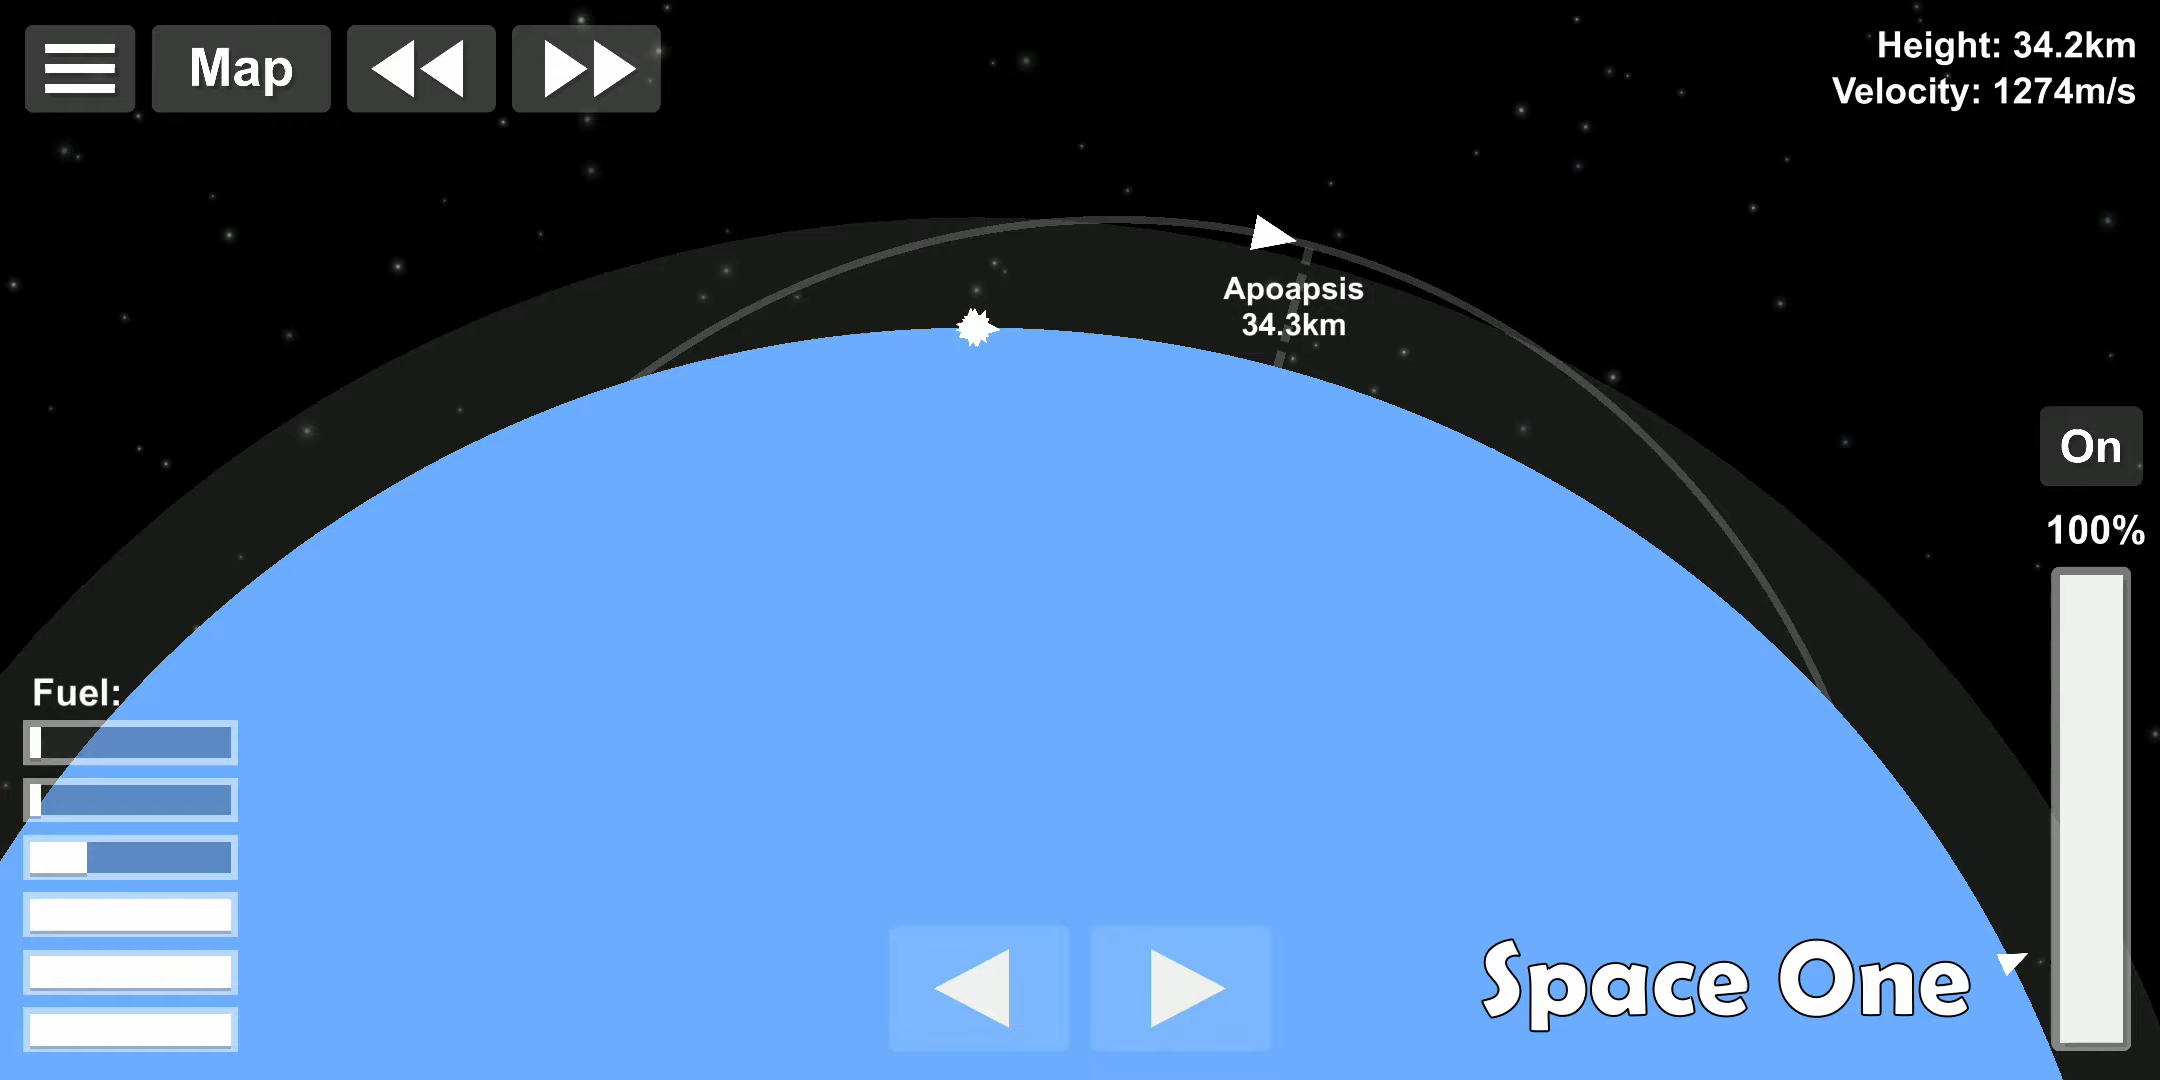 Map
Height: 34.2km
Velocity: 1274m/s
Apoapsis
34.3km
On
100%
Fuel:
Space One